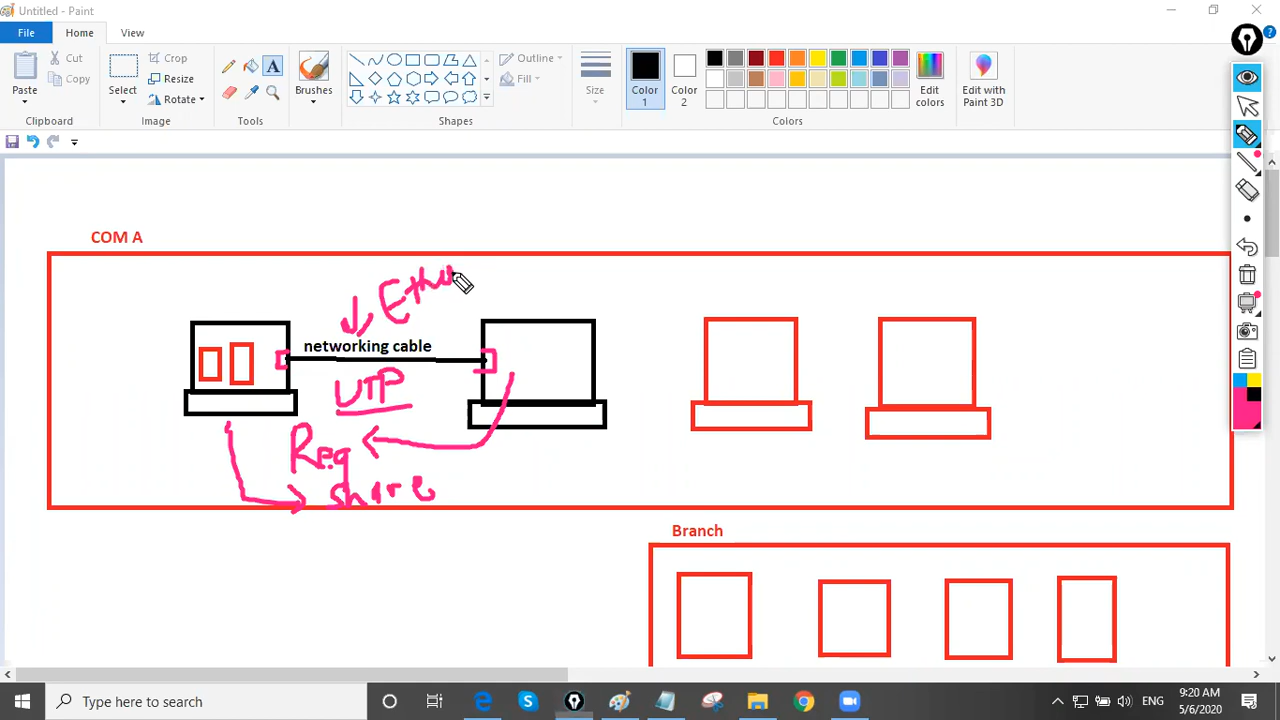 Untitled - Paint
File
Home
View
Paste
Cut
Copy
Clipboard
Select
Crop
Resize
Rotate
Image
Tools
Brushes
Outline
Fill
Shapes
Size
Color
1
Color
2
Edit
colors
Edit with
Paint 3D
Colors
COM A
networking cable
UTP
Req
share
Branch
Type here to search
ENG
9:20 AM
5/6/2020